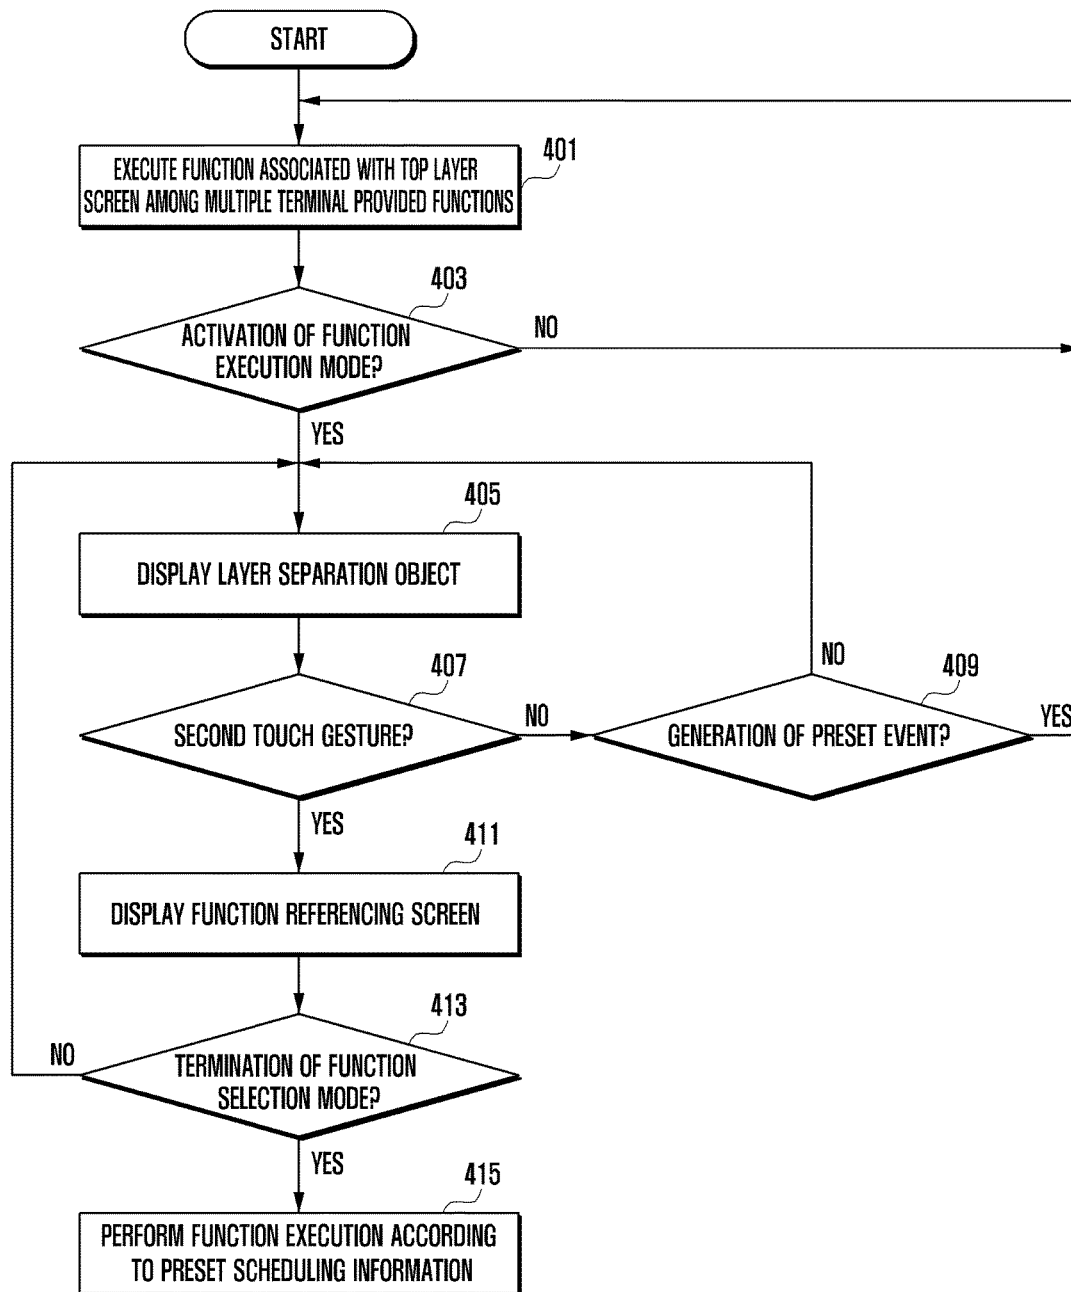 START
EXECUTE FUNCTION ASSOCIATED WITH TOP LAYER
SCREEN AMONG MULTIPLE TERMINAL PROVIDED FUNCTIONS
401
403
ACTIVATION OF FUNCTION
EXECUTION MODE?
NO
YES
405
DISPLAY LAYER SEPARATION OBJECT
407
SECOND TOUCH GESTURE?
NO
NO
409
GENERATION OF PRESET EVENT?
YES
YES
411
DISPLAY FUNCTION REFERENCING SCREEN
413
NO
TERMINATION OF FUNCTION
SELECTION MODE?
YES
415
PERFORM FUNCTION EXECUTION ACCORDING
TO PRESET SCHEDULING INFORMATION